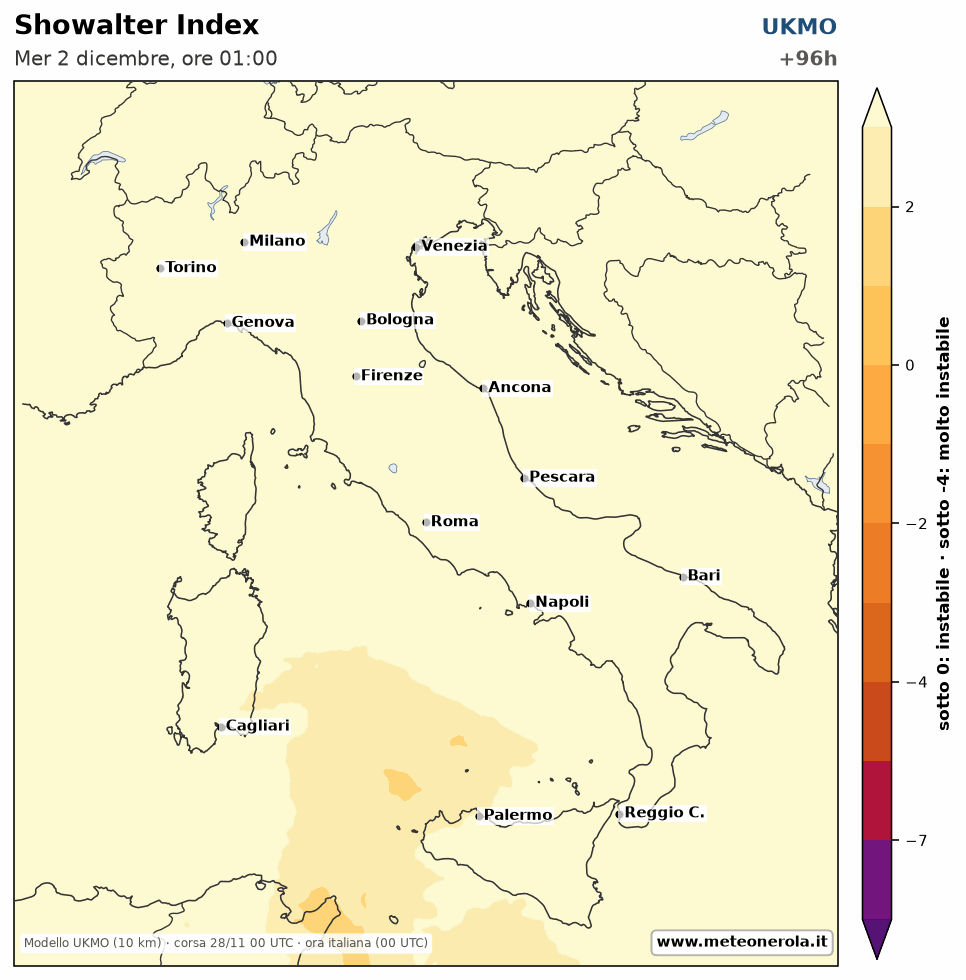 Showalter Index
UKMO
Mer 2 dicembre, ore 01:00
+96h
Milano
Venezia
Torino
Genova
Bologna
Firenze
Ancona
Pescara
Roma
Bari
Napoli
Cagliari
Palermo
Reggio C.
2
0
−2
−4
−7
sotto 0: instabile · sotto -4: molto instabile
Modello UKMO (10 km) · corsa 28/11 00 UTC · ora italiana (00 UTC)
www.meteonerola.it